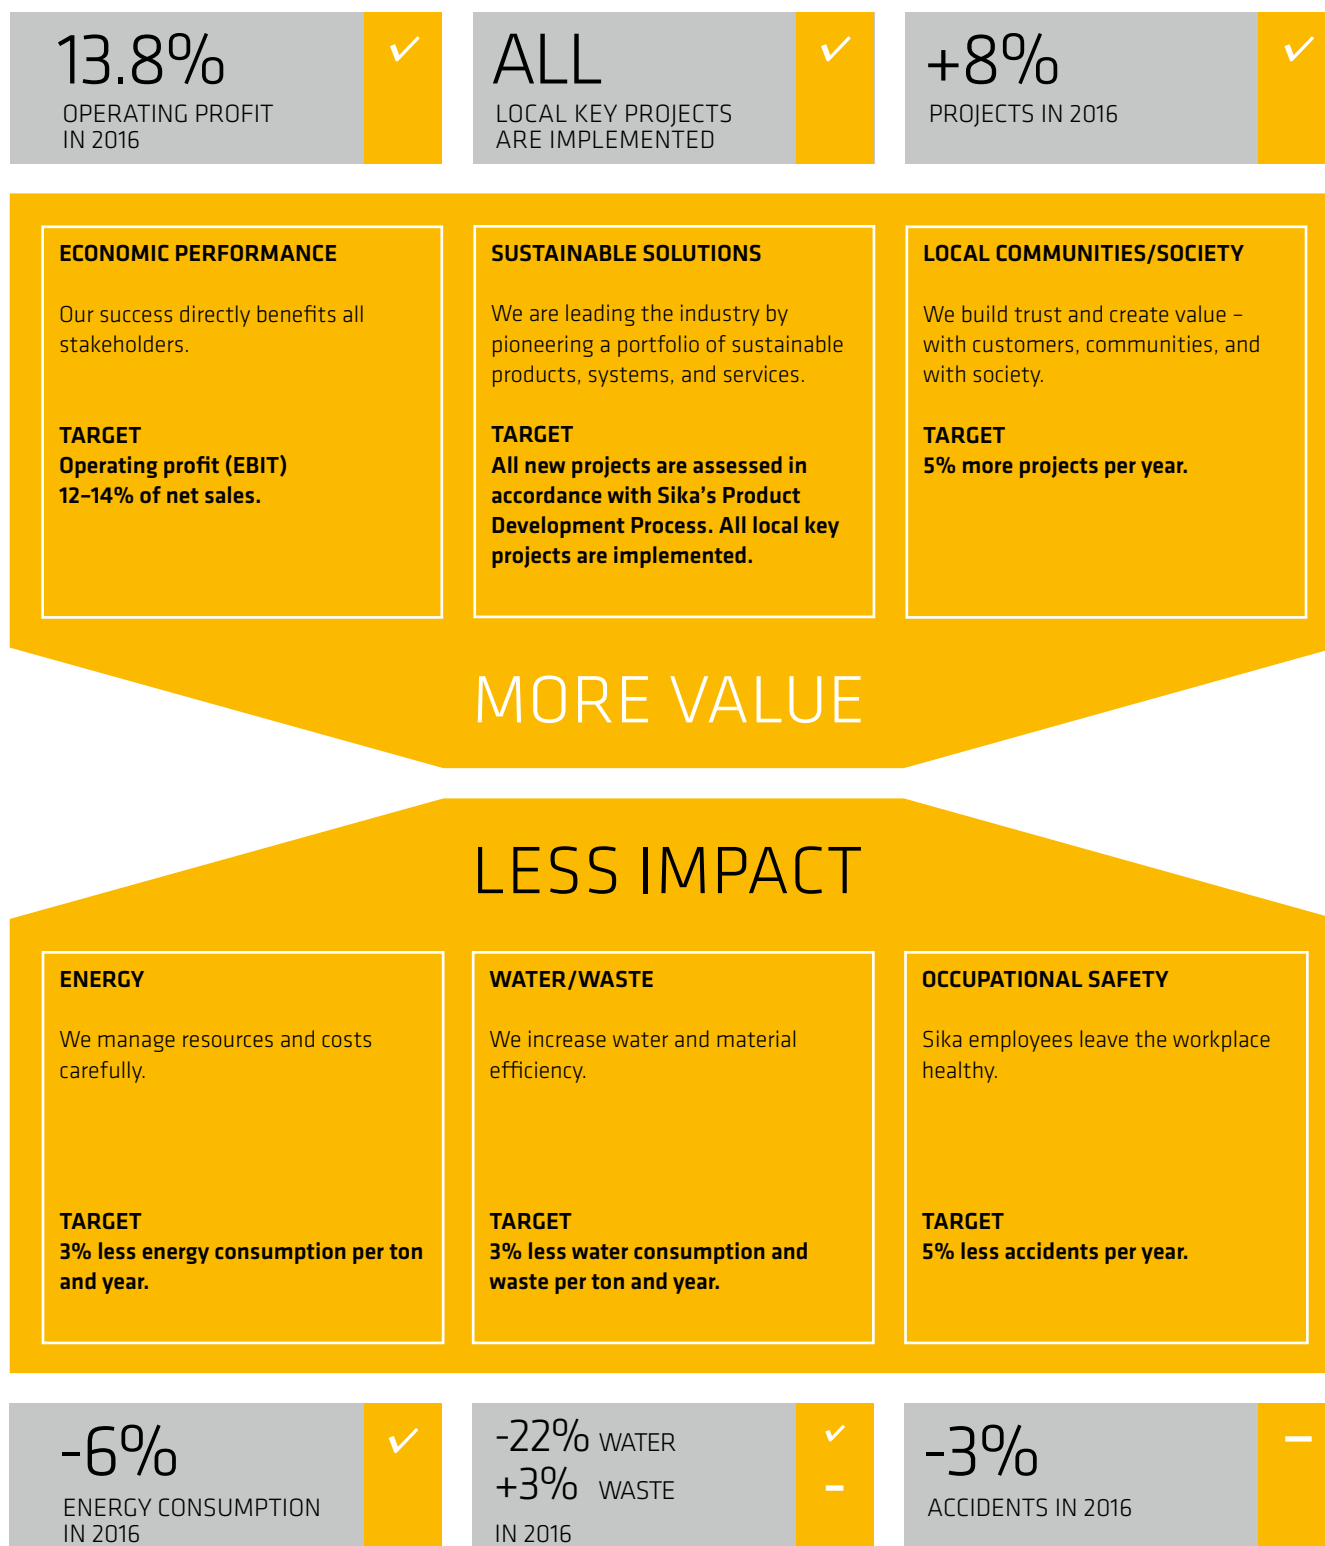 13.8%
OPERATING PROFIT
IN 2016
ALL
LOCAL KEY PROJECTS
ARE IMPLEMENTED
+8%
PROJECTS IN 2016
ECONOMIC PERFORMANCE
Our success directly benefits all
stakeholders.
TARGET
Operating profit (EBIT)
12–14% of net sales.
SUSTAINABLE SOLUTIONS
We are leading the industry by
pioneering a portfolio of sustainable
products, systems, and services.
TARGET
All new projects are assessed in
accordance with Sika's Product
Development Process. All local key
projects are implemented.
LOCAL COMMUNITIES/SOCIETY
We build trust and create value –
with customers, communities, and
with society.
TARGET
5% more projects per year.
MORE VALUE
LESS IMPACT
ENERGY
We manage resources and costs
carefully.
TARGET
3% less energy consumption per ton
and year.
WATER/WASTE
We increase water and material
efficiency.
TARGET
3% less water consumption and
waste per ton and year.
OCCUPATIONAL SAFETY
Sika employees leave the workplace
healthy.
TARGET
5% less accidents per year.
-6%
ENERGY CONSUMPTION
IN 2016
-22% WATER
+3% WASTE
IN 2016
-3%
ACCIDENTS IN 2016